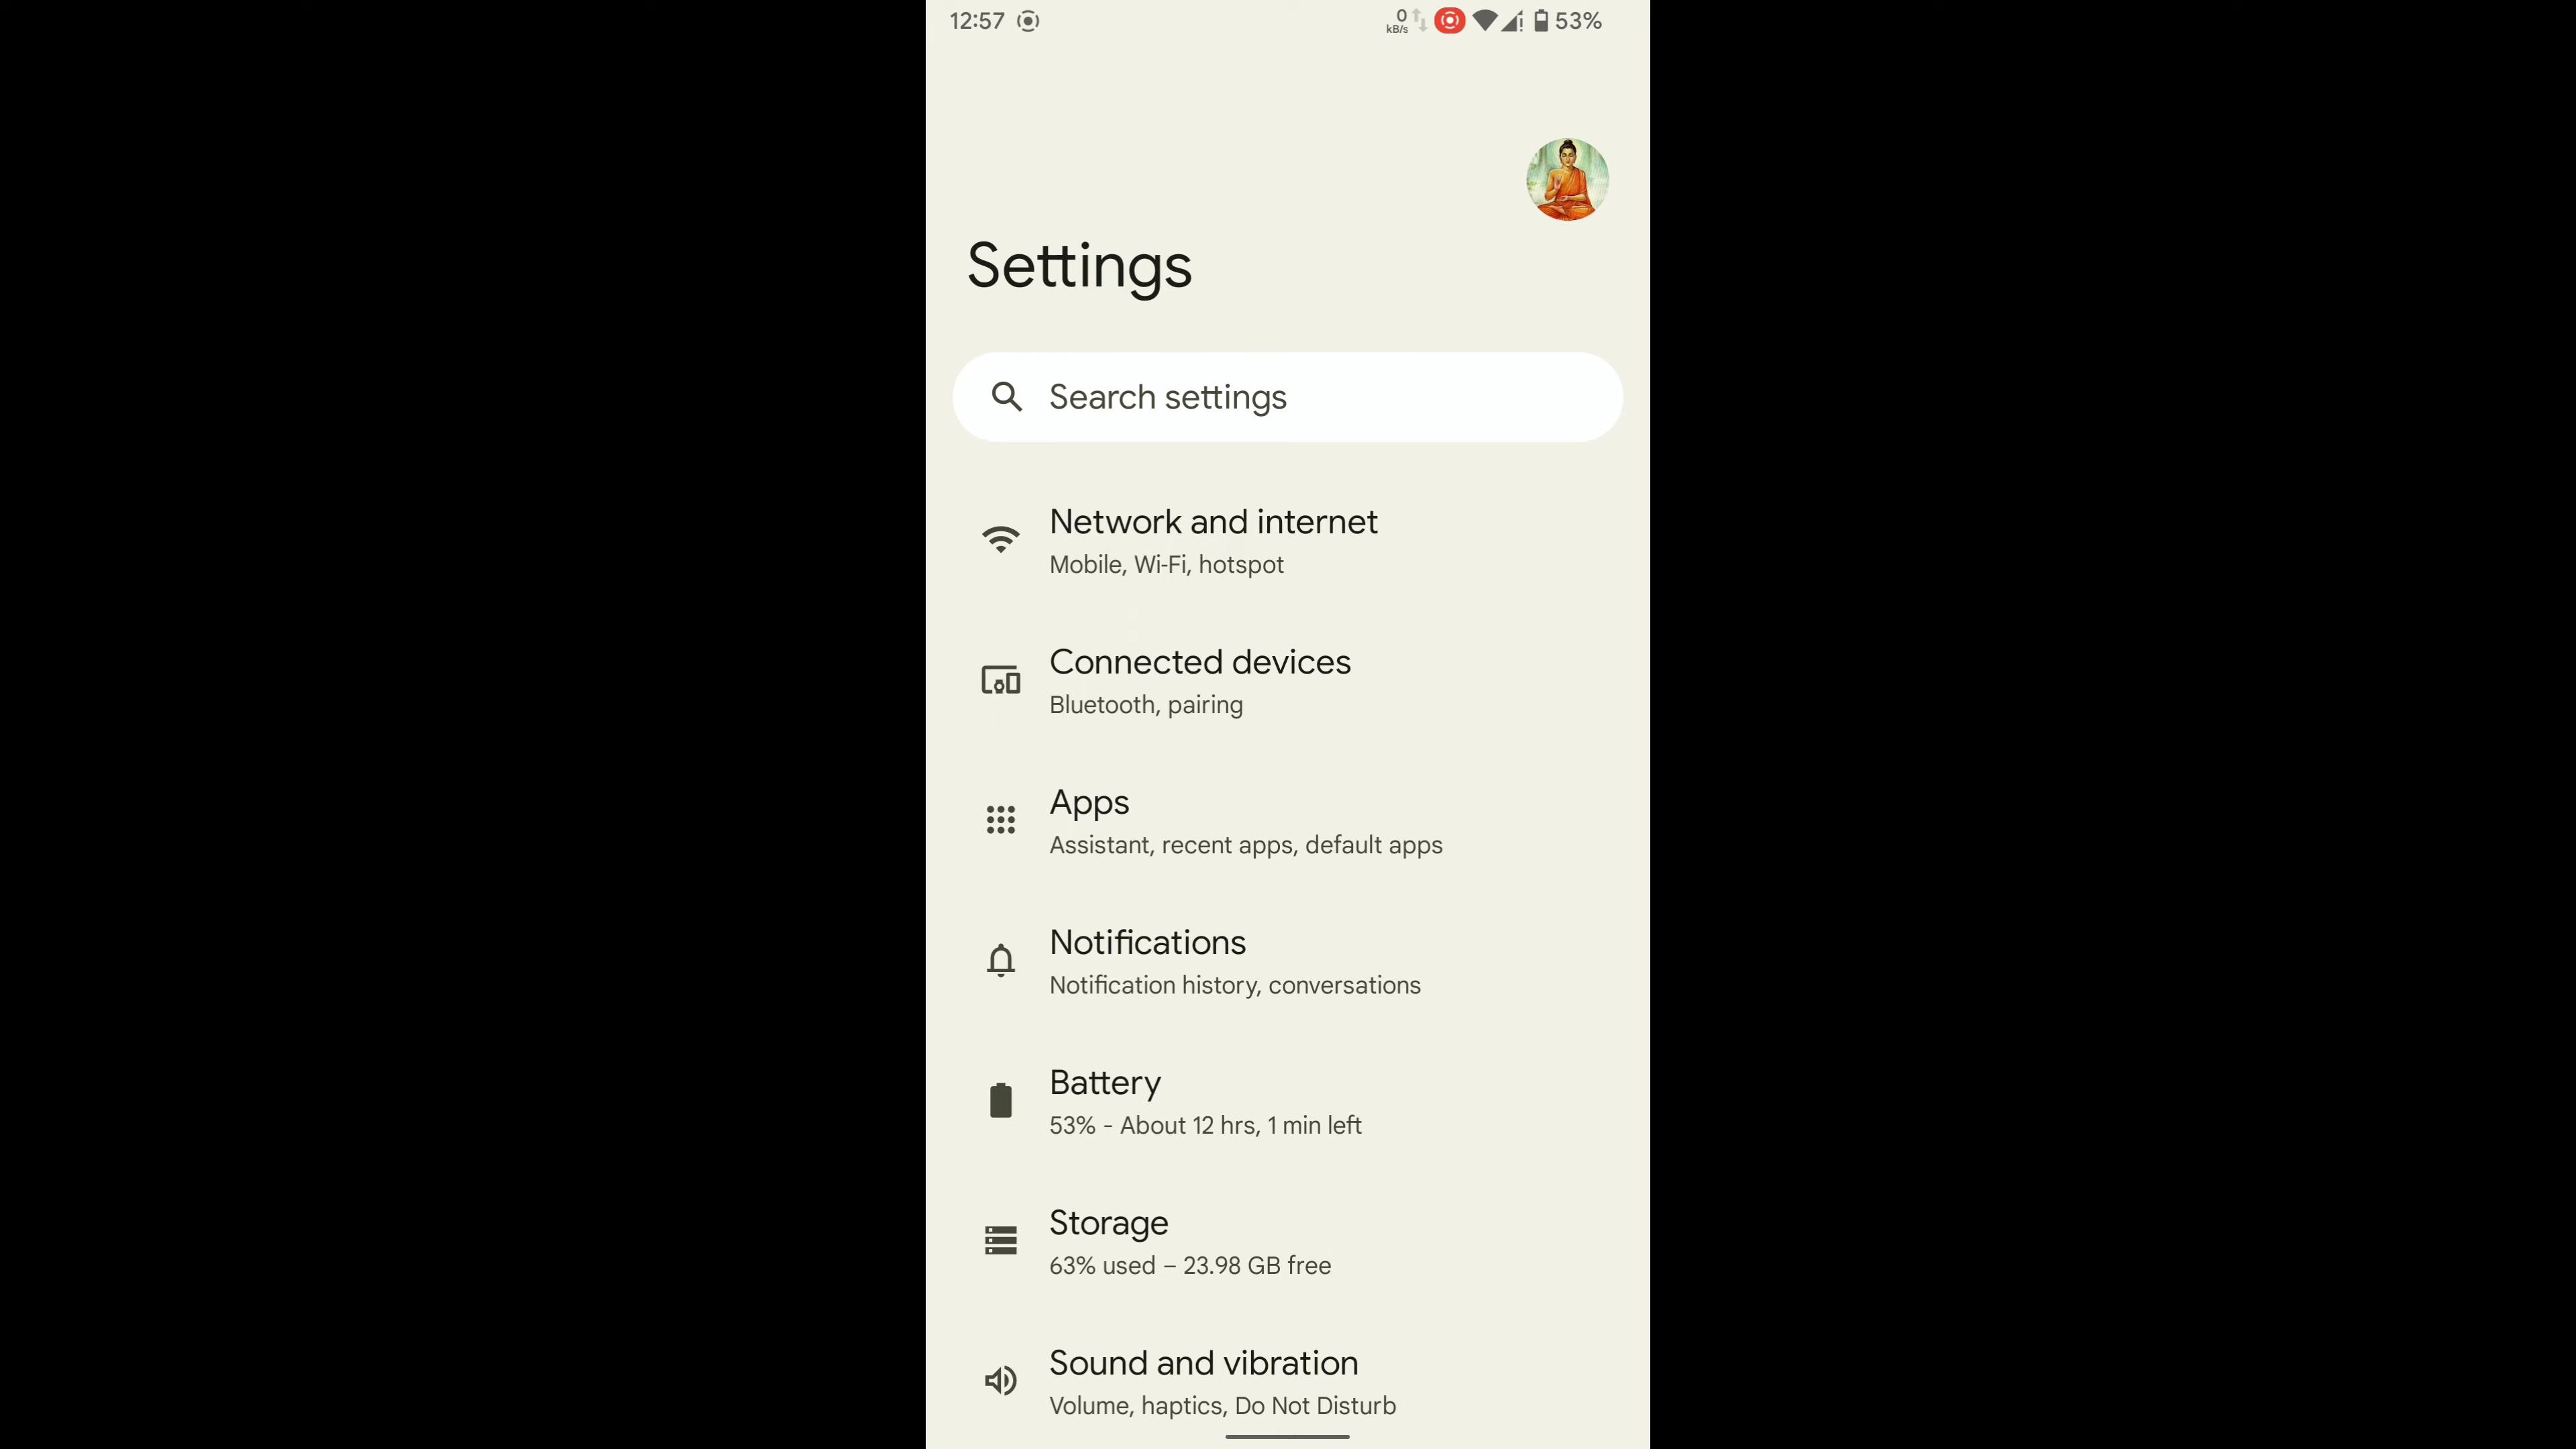 12:57
0
kB/s
53%
Settings
Search settings
Network and internet
Mobile, Wi-Fi, hotspot
Connected devices
Bluetooth, pairing
Apps
Assistant, recent apps, default apps
Notifications
Notification history, conversations
Battery
53% - About 12 hrs, 1 min left
Storage
63% used – 23.98 GB free
Sound and vibration
Volume, haptics, Do Not Disturb